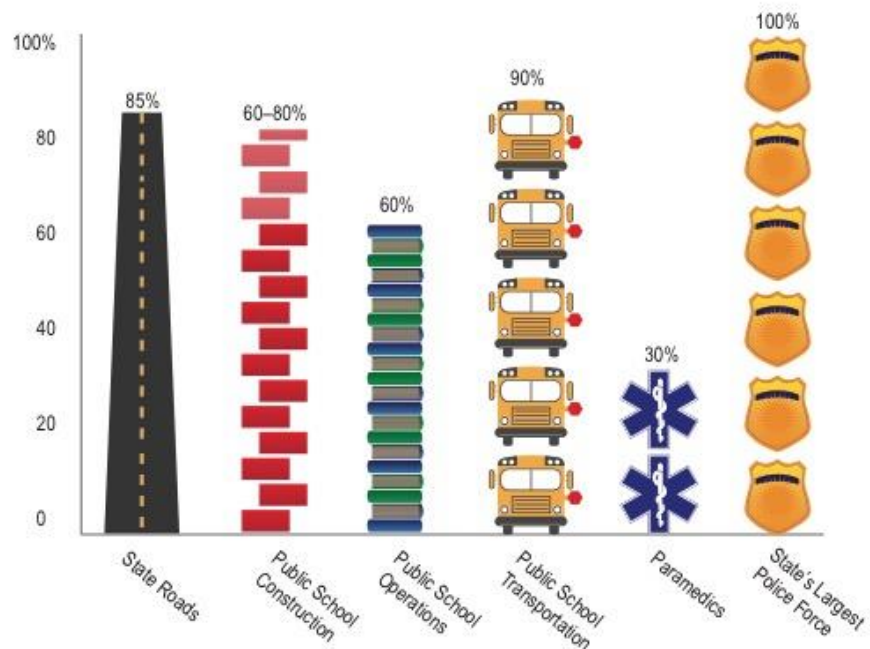 100%
80
60
40
20
0
85%
60–80%
60%
90%
30%
100%
State Roads
Public School
Construction
Public School
Operations
Public School
Transportation
Paramedics
State's Largest
Police Force